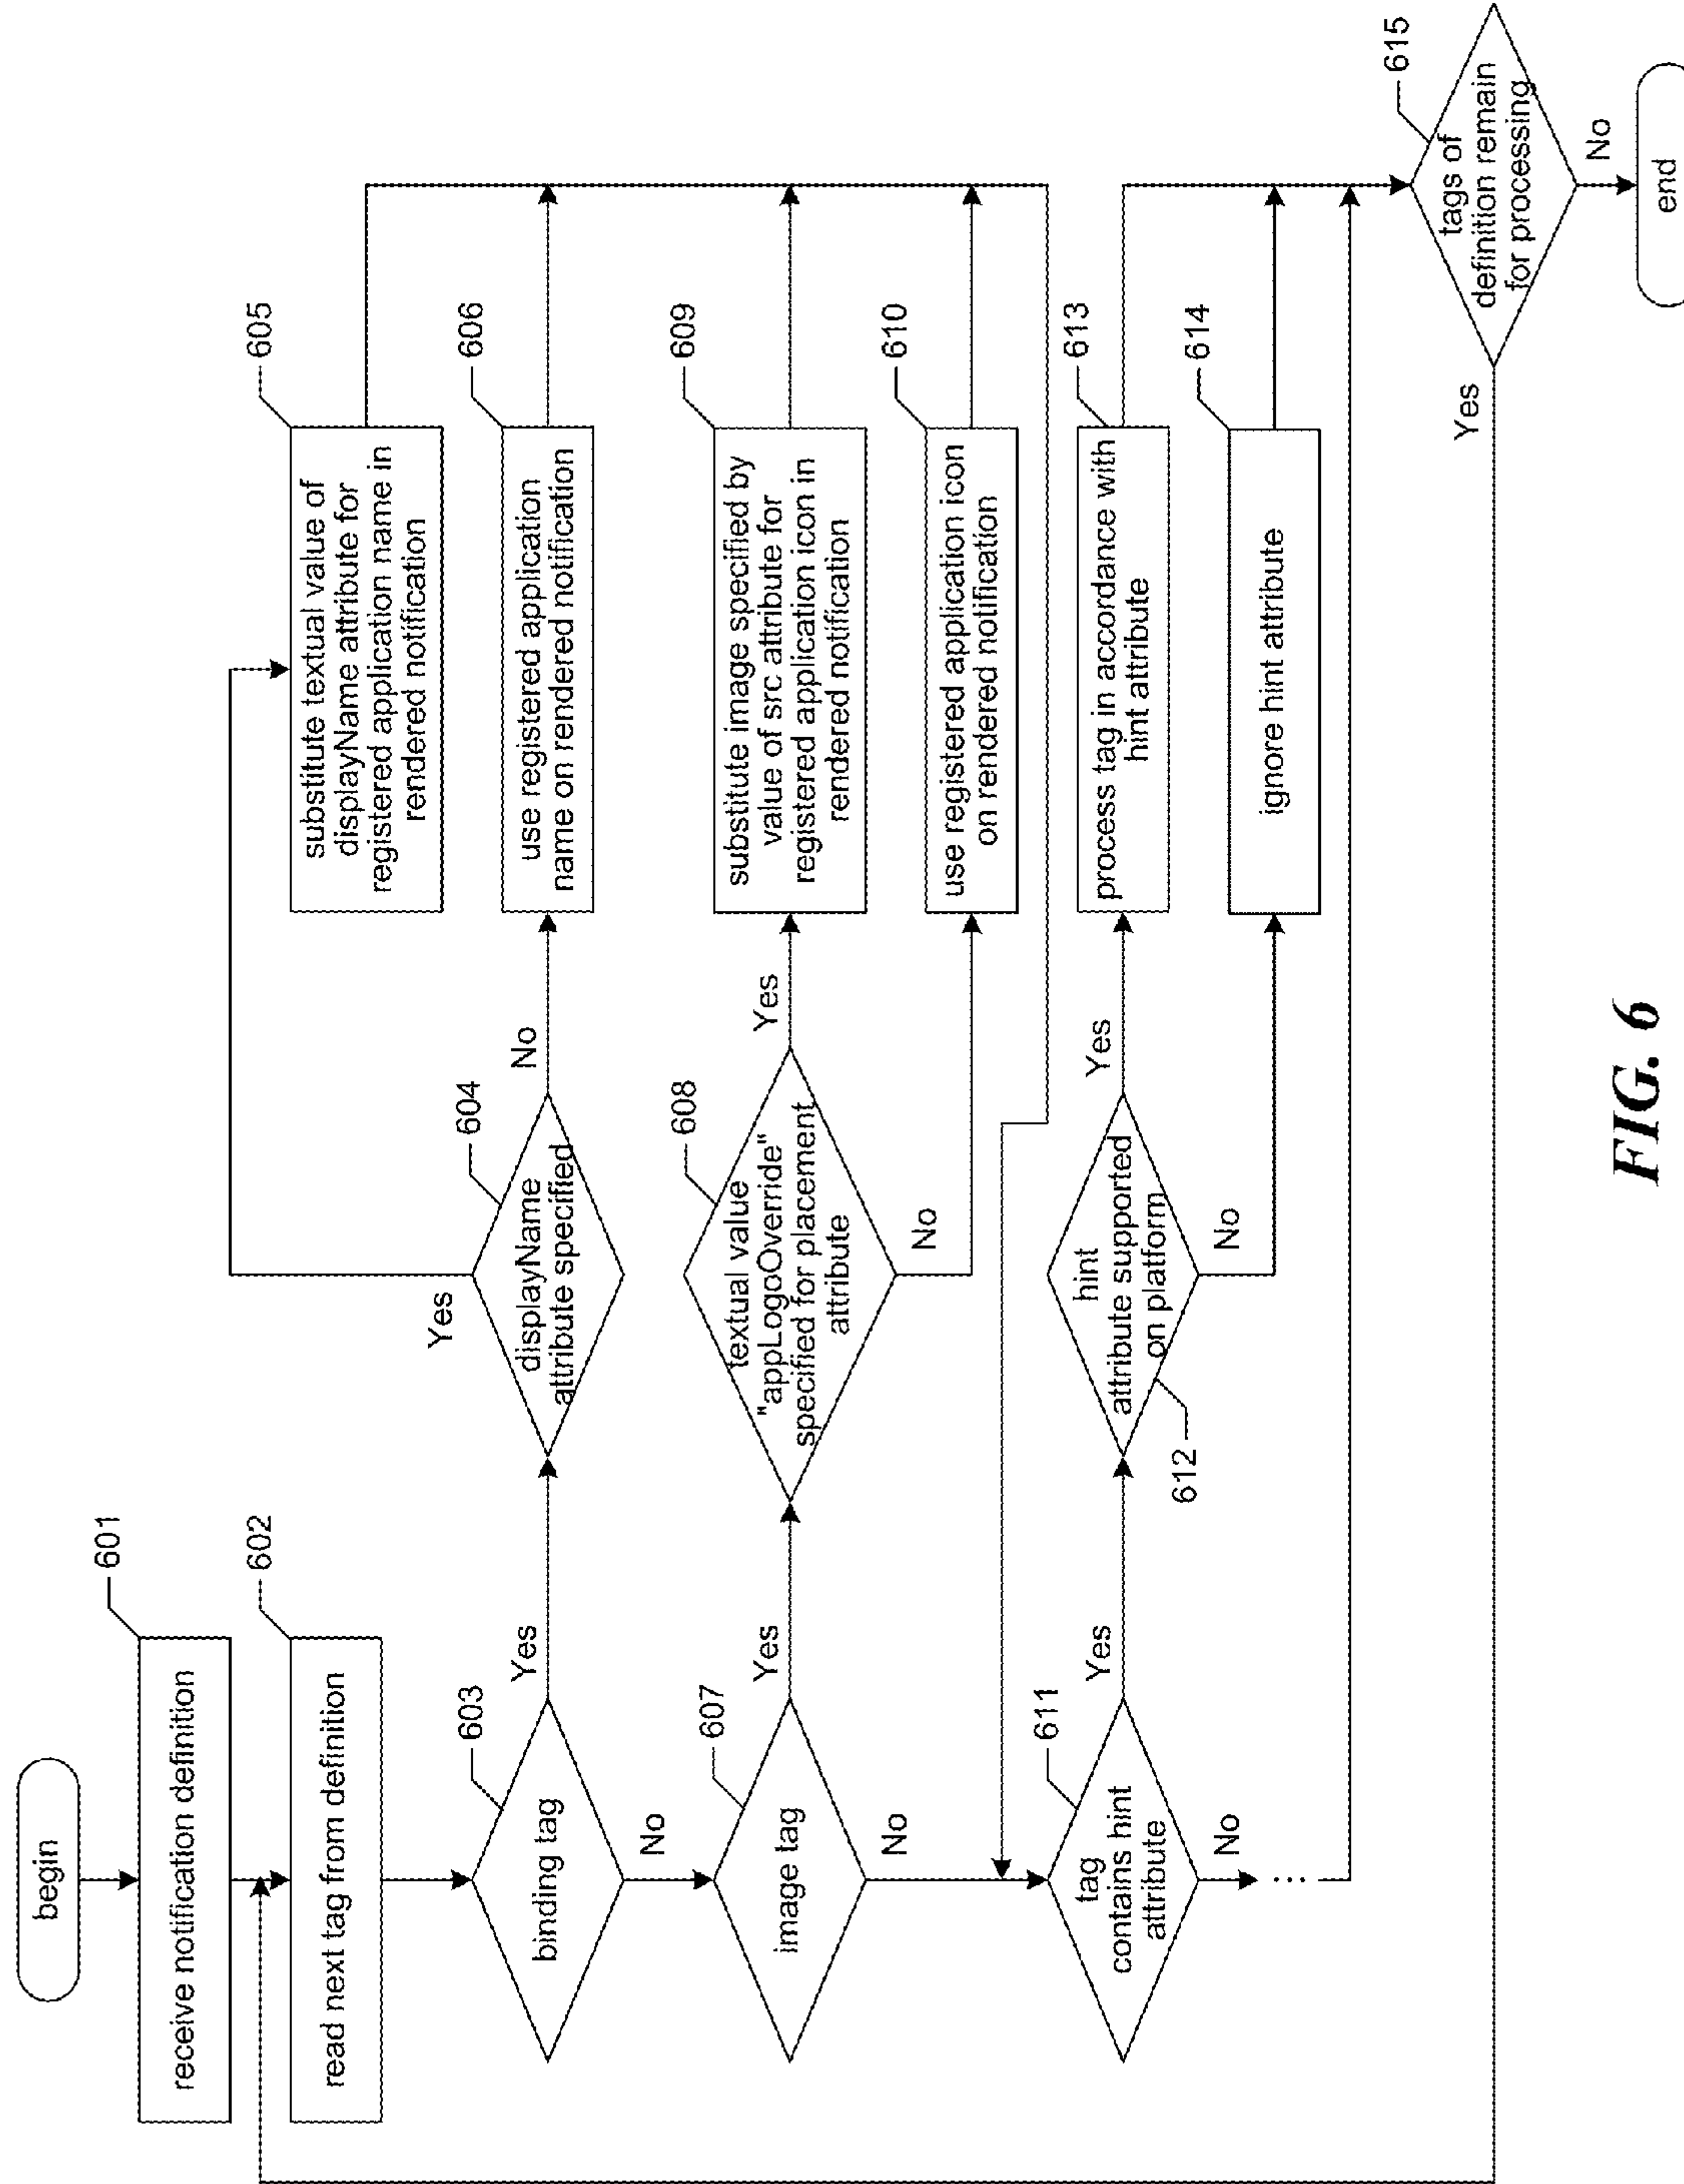 begin
601
receive notification definition
602
read next tag from definition
603
binding tag
Yes
No
604
displayName
attribute specified
Yes
No
605
substitute textual value of
displayName attribute for
registered application name in
rendered notification
606
use registered application
name on rendered notification
607
image tag
Yes
No
608
textual value
"appLogoOverride"
specified for placement
attribute
Yes
No
609
substitute image specified by
value of src attribute for
registered application icon in
rendered notification
610
use registered application icon
on rendered notification
611
tag
contains hint
attribute
Yes
No
...
612
hint
attribute supported
on platform
Yes
No
613
process tag in accordance with
hint attribute
614
ignore hint attribute
615
tags of
definition remain
for processing
Yes
No
end
FIG. 6